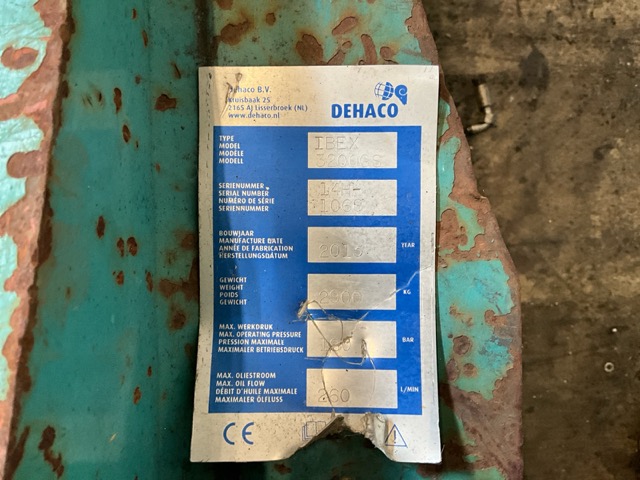 Dehaco B.V.
Kruisbaak 25
2165 AJ Lisserbroek (NL)
www.dehaco.nl
DEHACO
TYPE
MODEL
MODÈLE
MODELL
IBEX
SERIENUMMER
SERIAL NUMBER
NUMÉRO DE SÉRIE
SERIENNUMMER
BOUWJAAR
MANUFACTURE DATE
ANNÉE DE FABRICATION
HERSTELLUNGSDATUM
YEAR
GEWICHT
WEIGHT
POIDS
GEWICHT
KG
MAX. WERKDRUK
MAX. OPERATING PRESSURE
PRESSION MAXIMALE
MAXIMALER BETRIEBSDRUCK
BAR
MAX. OLIESTROOM
MAX. OIL FLOW
DÉBIT D'HUILE MAXIMALE
MAXIMALER ÖLFLUSS
260
L/MIN
CE